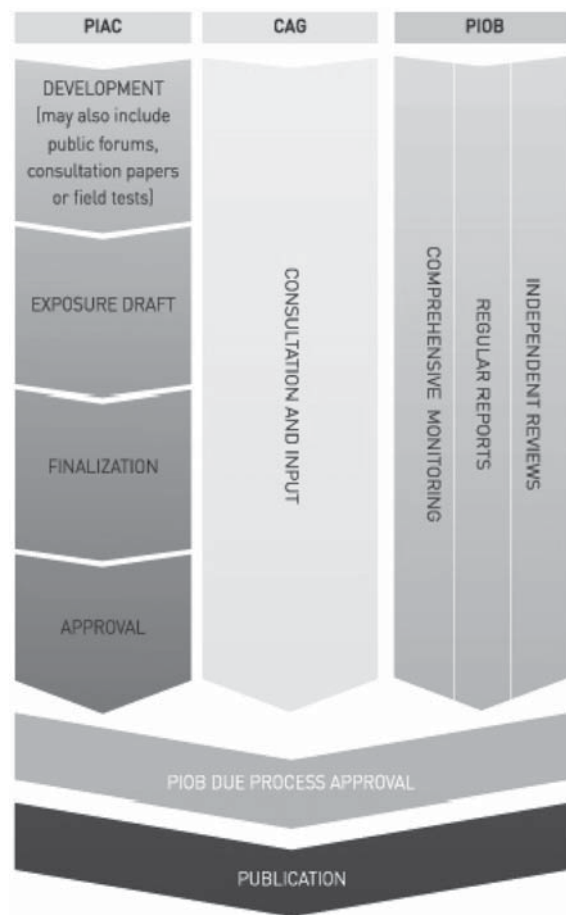 PIAC
CAG
PIOB
DEVELOPMENT
[may also include
public forums,
consultation papers
or field tests]
EXPOSURE DRAFT
FINALIZATION
APPROVAL
CONSULTATION AND INPUT
COMPREHENSIVE MONITORING
REGULAR REPORTS
INDEPENDENT REVIEWS
PIOB DUE PROCESS APPROVAL
PUBLICATION